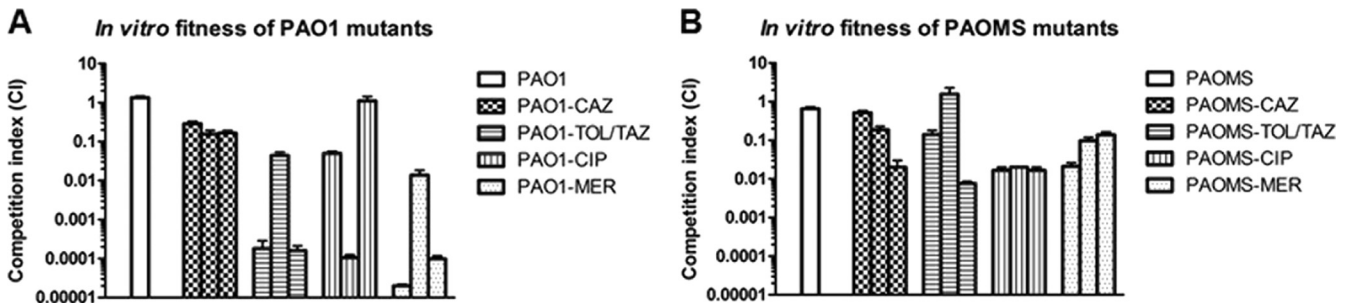 A
In vitro fitness of PAO1 mutants
Competition index (CI)
10
1
0.1
0.01
0.001
0.0001
0.00001
PAO1
PAO1-CAZ
PAO1-TOL/TAZ
PAO1-CIP
PAO1-MER
B
In vitro fitness of PAOMS mutants
Competition index (CI)
10
1
0.1
0.01
0.001
0.0001
0.00001
PAOMS
PAOMS-CAZ
PAOMS-TOL/TAZ
PAOMS-CIP
PAOMS-MER